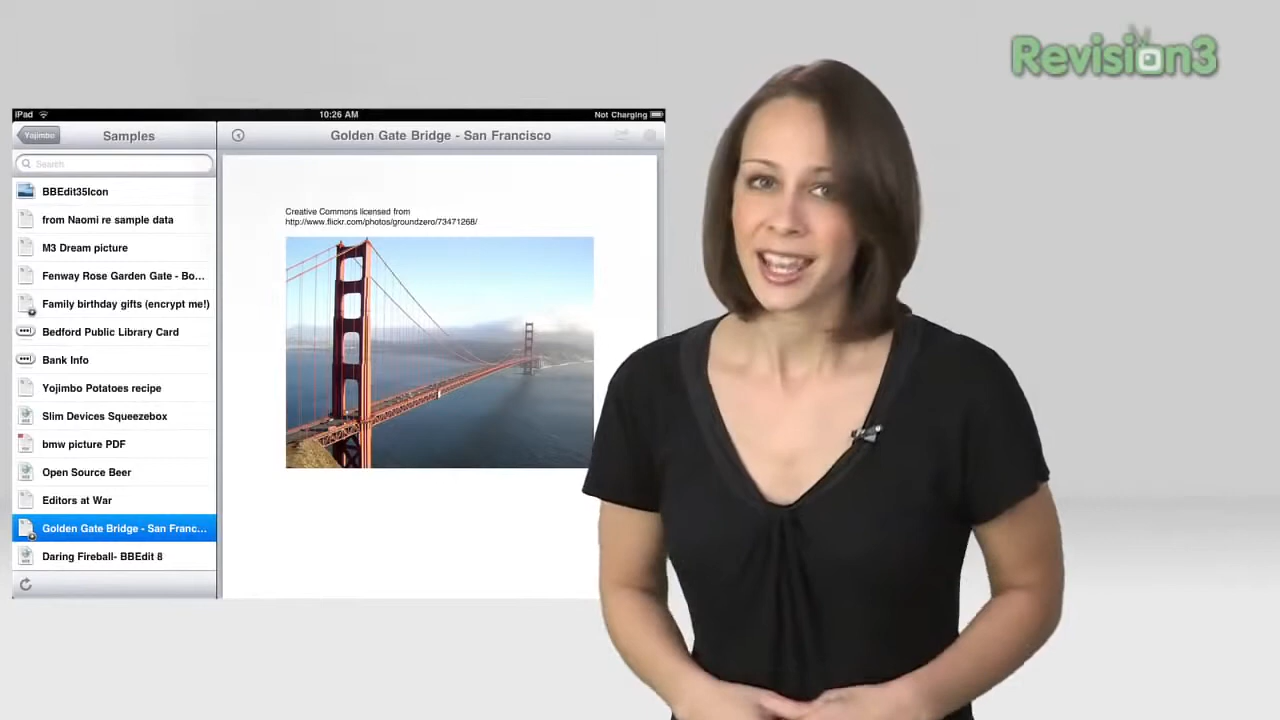 Revision3
iPad
10:26 AM
Not Charging
Yojimbo
Samples
Golden Gate Bridge - San Francisco
Search
BBEdit35Icon
from Naomi re sample data
M3 Dream picture
Fenway Rose Garden Gate - Bo...
Family birthday gifts (encrypt me!)
Bedford Public Library Card
Bank Info
Yojimbo Potatoes recipe
Slim Devices Squeezebox
bmw picture PDF
Open Source Beer
Editors at War
Golden Gate Bridge - San Franc...
Daring Fireball- BBEdit 8
Creative Commons licensed from
http://www.flickr.com/photos/groundzero/73471268/